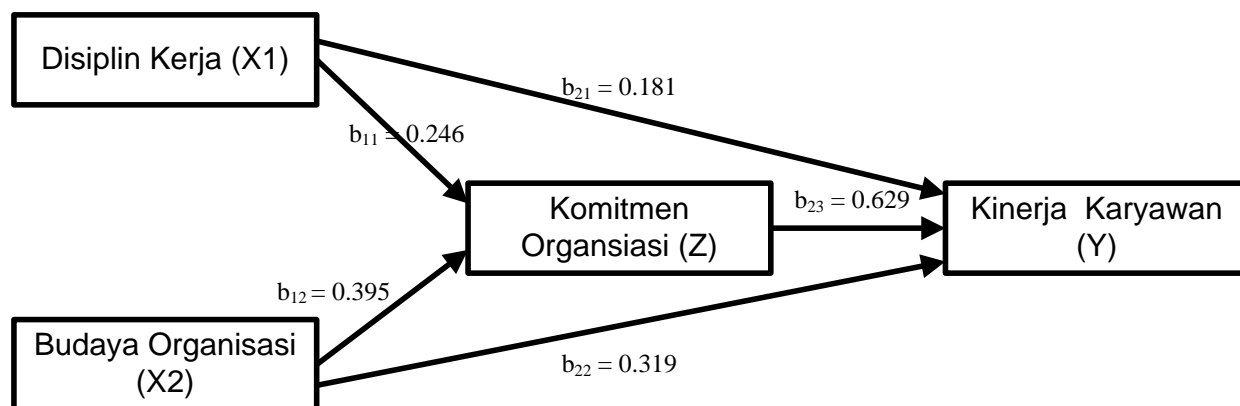 Disiplin Kerja (X1)
b21 = 0.181
b11 = 0.246
Komitmen
Organsiasi (Z)
b23 = 0.629
Kinerja Karyawan
(Y)
b12 = 0.395
Budaya Organisasi
(X2)
b22 = 0.319